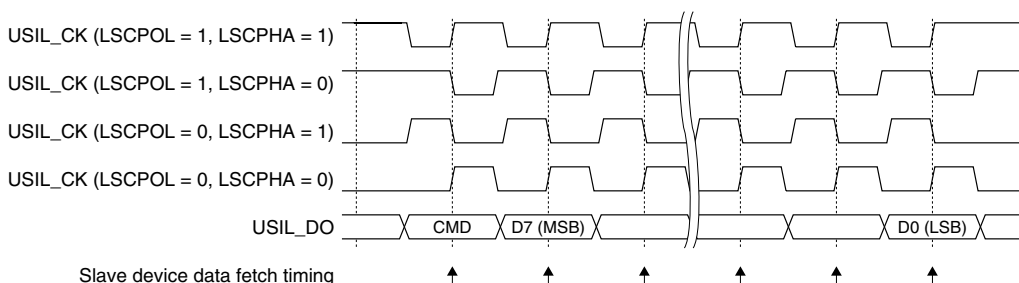 USIL_CK (LSCPOL = 1, LSCPHA = 1)
USIL_CK (LSCPOL = 1, LSCPHA = 0)
USIL_CK (LSCPOL = 0, LSCPHA = 1)
USIL_CK (LSCPOL = 0, LSCPHA = 0)
USIL_DO CMD D7 (MSB) D0 (LSB)
Slave device data fetch timing